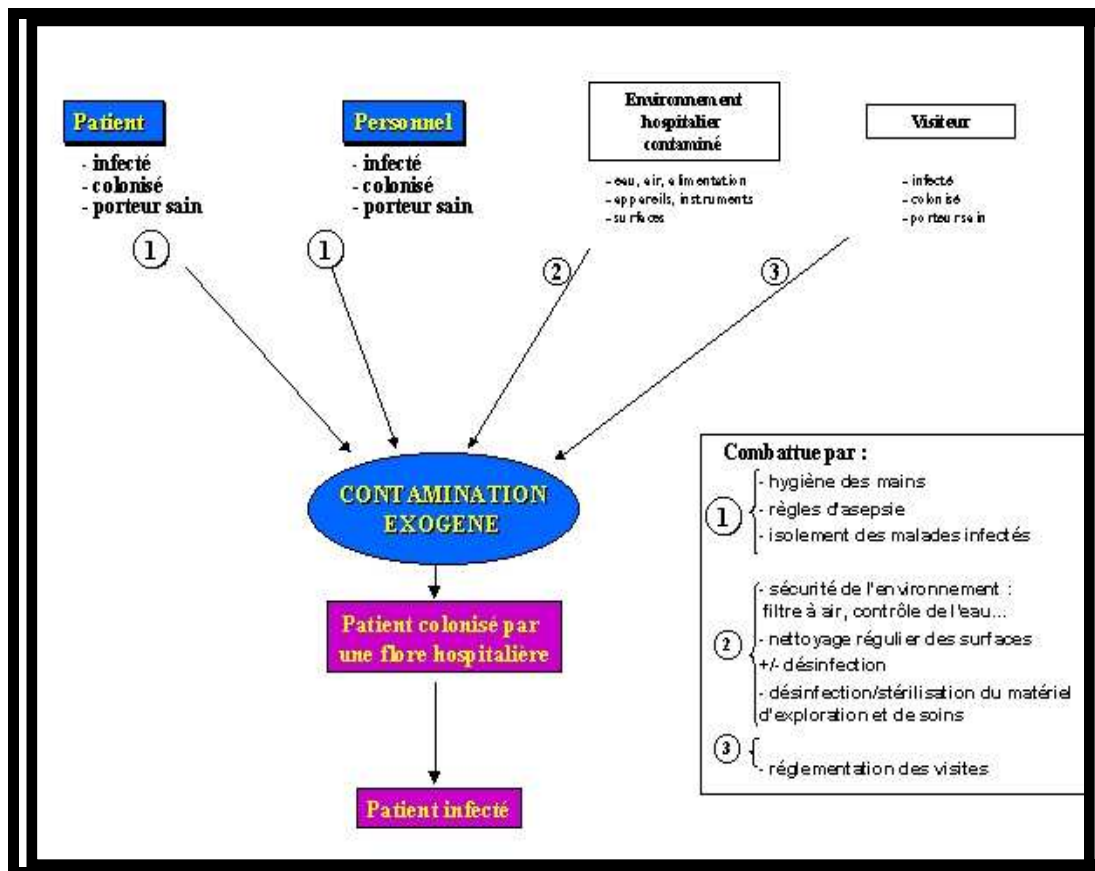 Patient
- infecté
- colonisé
- porteur sain
1
Personnel
- infecté
- colonisé
- porteur sain
1
Environnement
hospitalier
contaminé
- eau, air, alimentation
- appareils, instruments
- surfaces
2
Visiteur
- infecté
- colonisé
- porteur sain
3
CONTAMINATION
EXOGENE
Patient colonisé par
une flore hospitalière
Patient infecté
Combattue par :
1
- hygiène des mains
- règles d'asepsie
- isolement des malades infectés
2
- sécurité de l'environnement :
filtre à air, contrôle de l'eau...
- nettoyage régulier des surfaces
+/- désinfection
- désinfection/stérilisation du matériel
d'exploration et de soins
3
- réglementation des visites